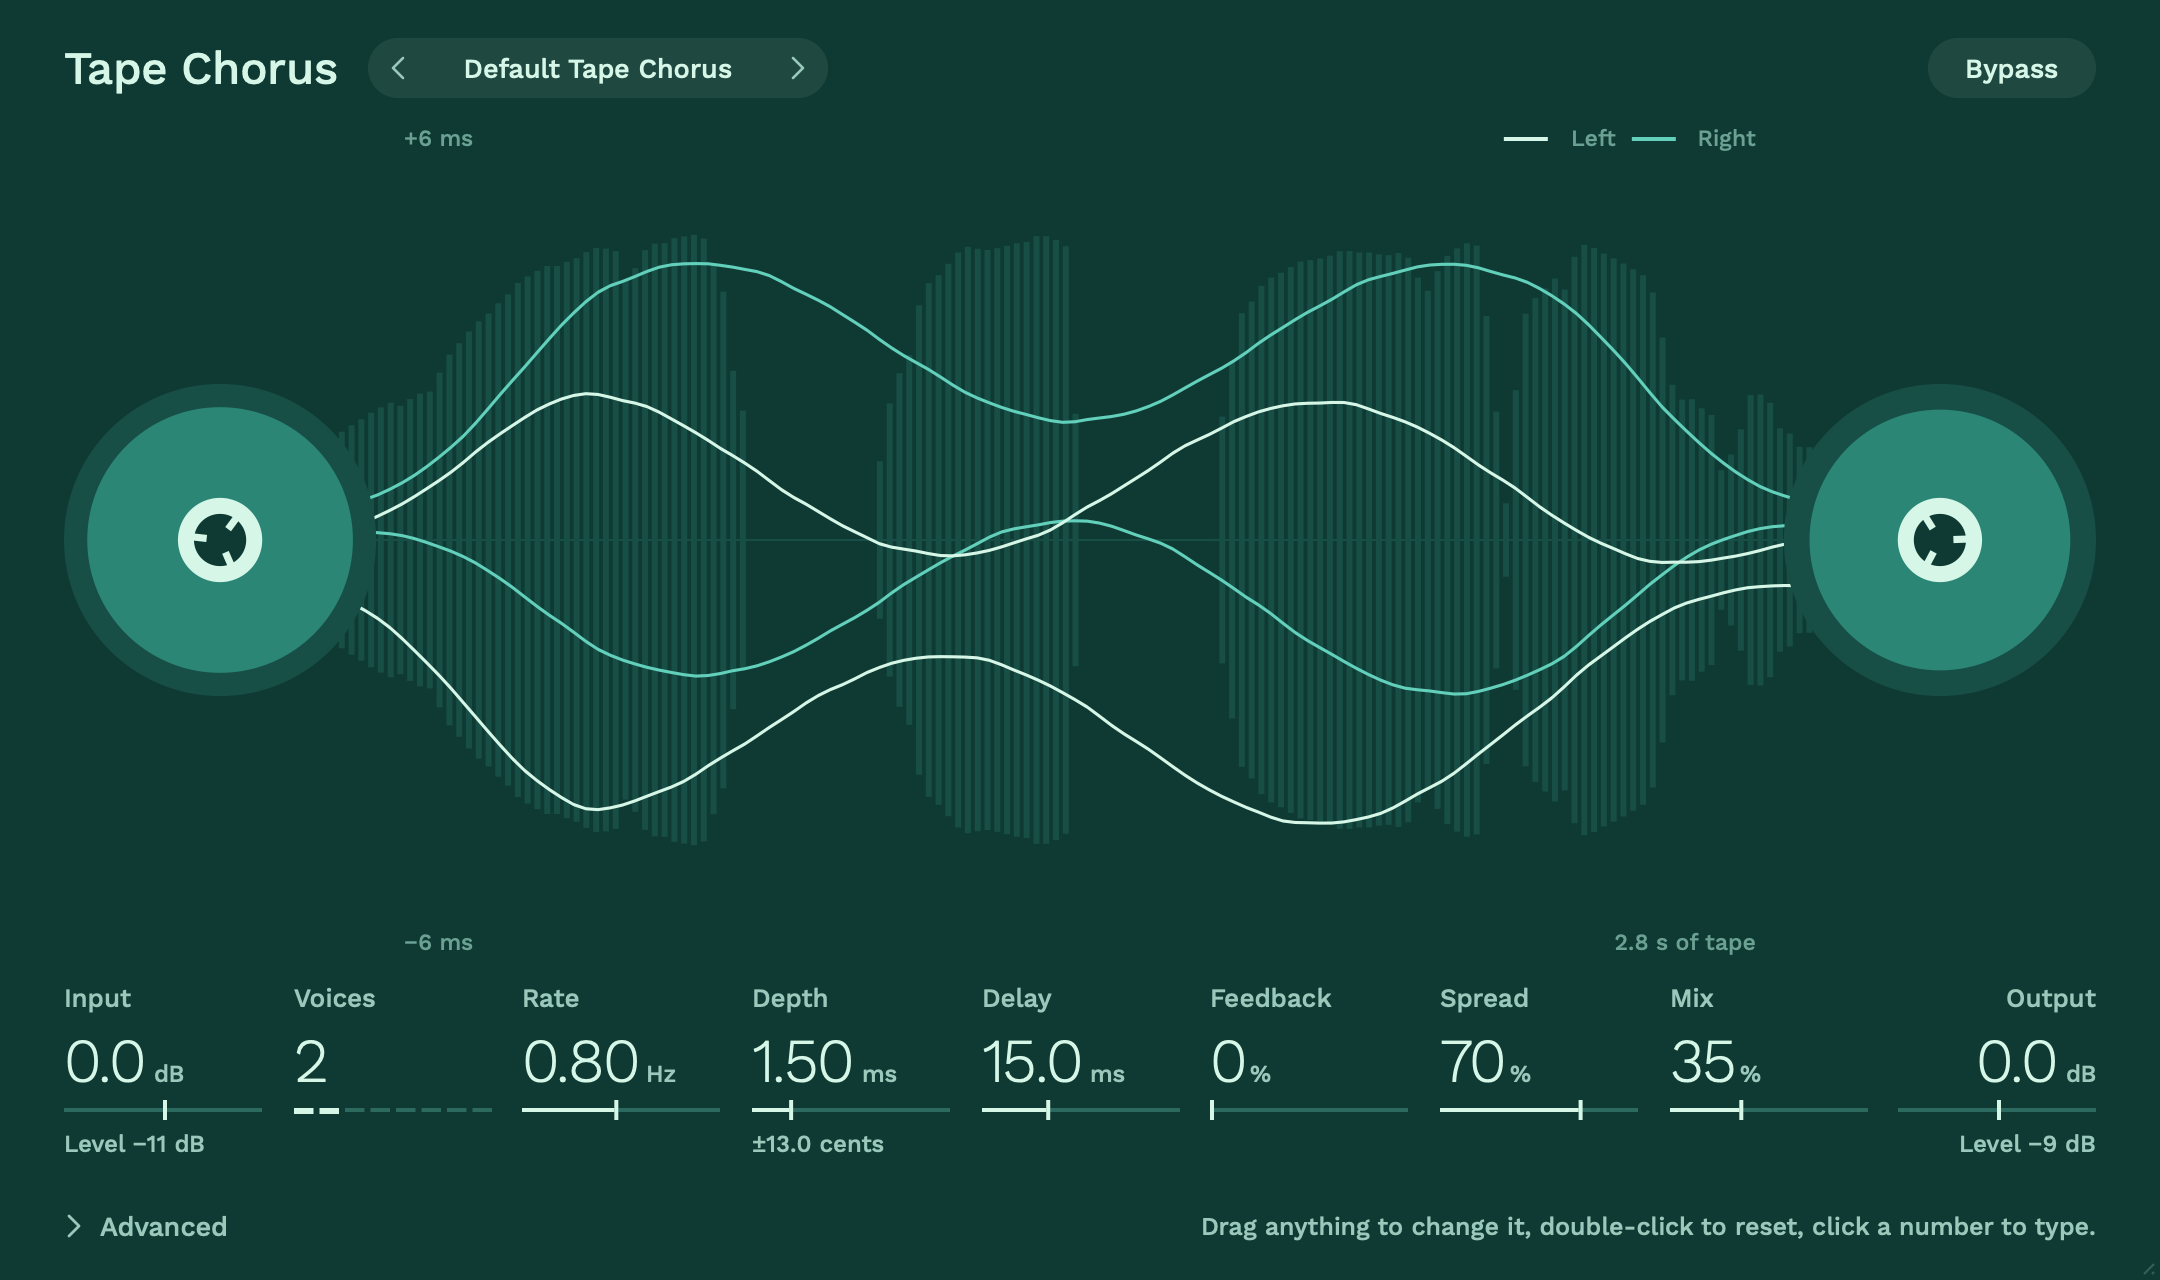 Tape Chorus
Default Tape Chorus
Bypass
+6 ms
Left
Right
−6 ms
2.8 s of tape
Input
Voices
Rate
Depth
Delay
Feedback
Spread
Mix
Output
0.0 dB
2
0.80 Hz
1.50 ms
15.0 ms
0 %
70 %
35 %
0.0 dB
Level −11 dB
±13.0 cents
Level −9 dB
Advanced
Drag anything to change it, double-click to reset, click a number to type.